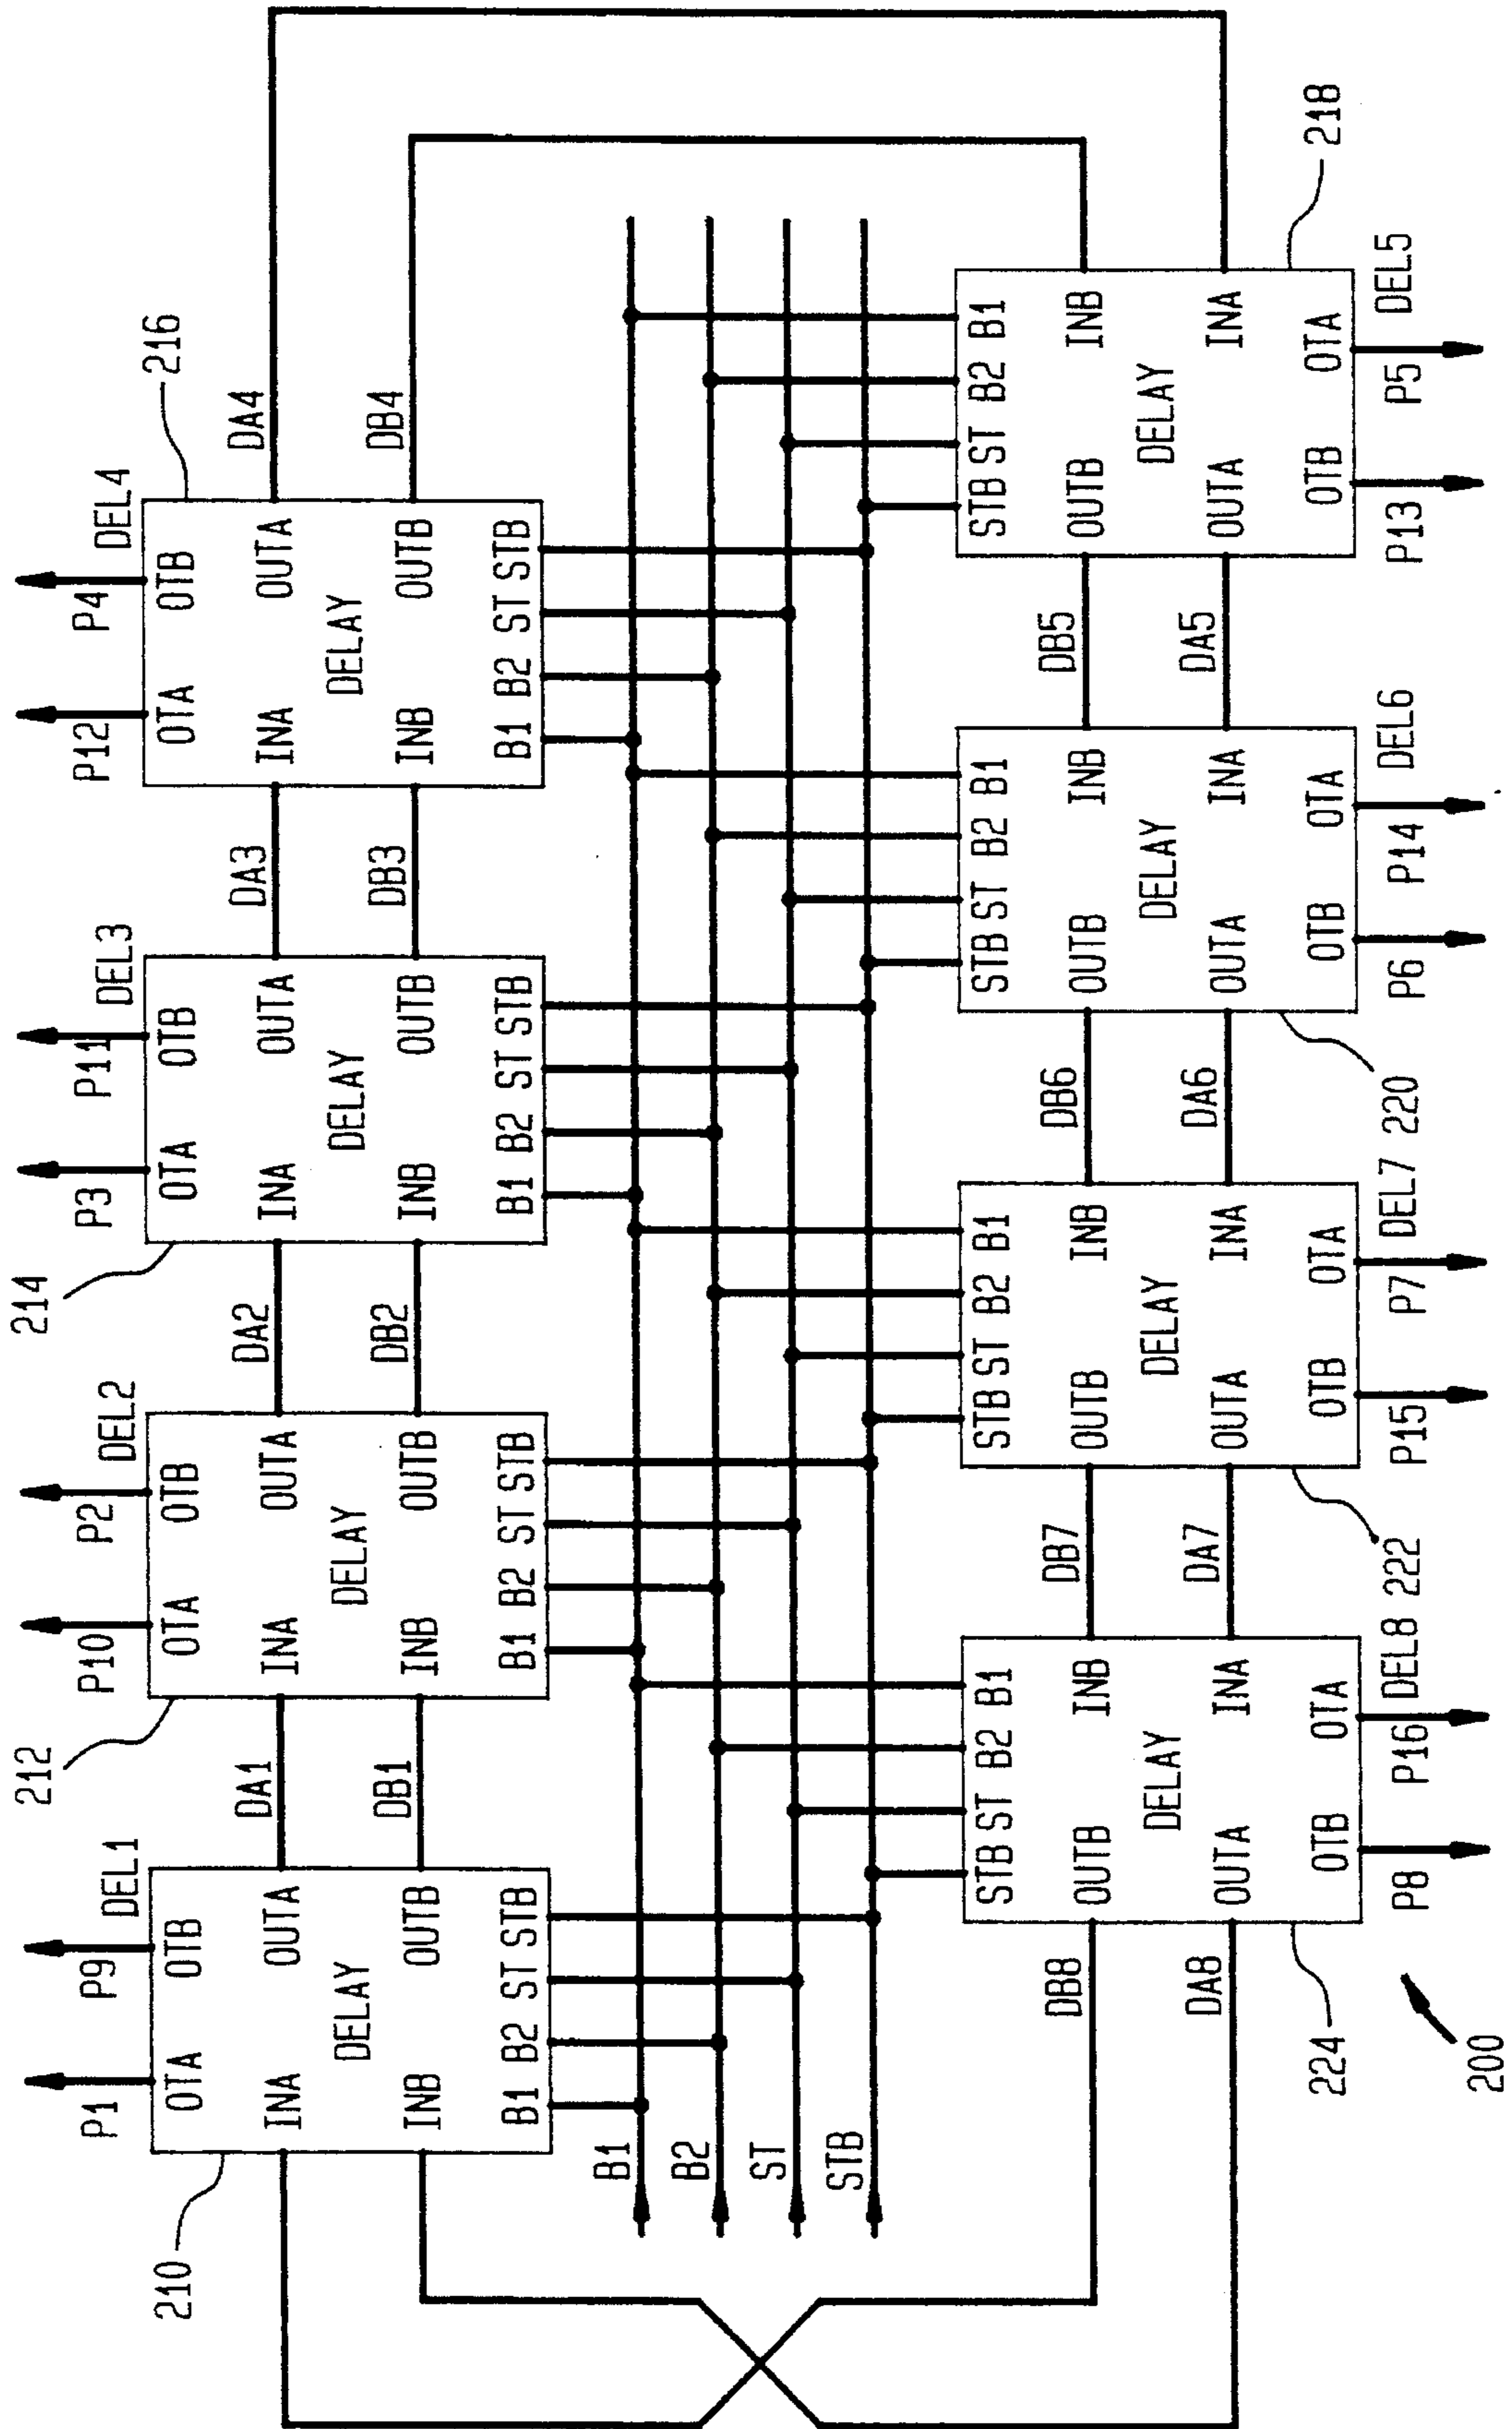 210
P1
P9
DEL1
OTA
OTB
INA
OUTA
DELAY
INB
OUTB
B1 B2 ST STB
DA1
DB1
212
P10
P2
DEL2
OTA
OTB
INA
OUTA
DELAY
INB
OUTB
B1 B2 ST STB
DA2
DB2
214
P3
P11
DEL3
OTA
OTB
INA
OUTA
DELAY
INB
OUTB
B1 B2 ST STB
DA3
DB3
216
P12
P4
DEL4
OTA
OTB
INA
OUTA
DELAY
INB
OUTB
B1 B2 ST STB
DA4
DB4
B1
B2
ST
STB
DB8
DA8
STB ST B2 B1
OUTB
INB
DELAY
OUTA
INA
OTB
OTA
P8
P16
DEL8
224
DB7
DA7
STB ST B2 B1
OUTB
INB
DELAY
OUTA
INA
OTB
OTA
P15
P7
DEL7
222
DB6
DA6
STB ST B2 B1
OUTB
INB
DELAY
OUTA
INA
OTB
OTA
P6
P14
DEL6
220
DB5
DA5
STB ST B2 B1
OUTB
INB
DELAY
OUTA
INA
OTB
OTA
P13
P5
DEL5
218
200